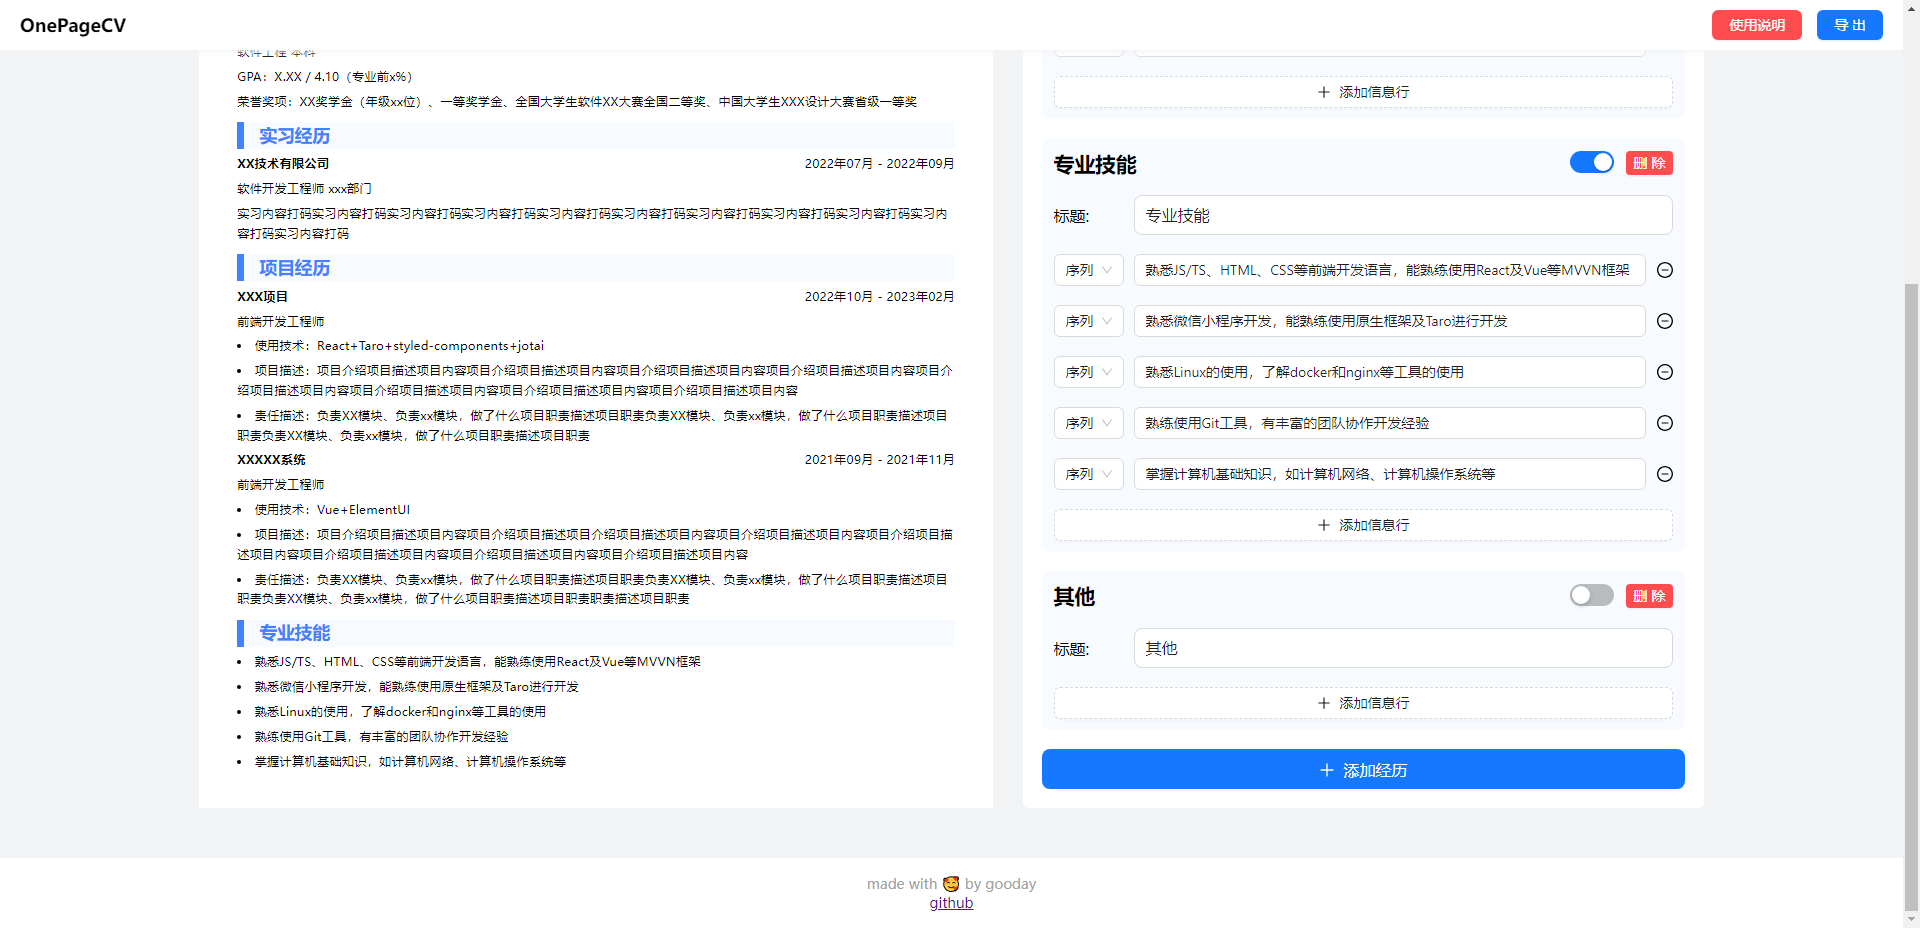 OnePageCV
使用说明
导 出
软件工程 本科
GPA：X.XX / 4.10（专业前x%）
荣誉奖项：XX奖学金（年级xx位）、一等奖学金、全国大学生软件XX大赛全国二等奖、中国大学生XXX设计大赛省级一等奖
实习经历
XX技术有限公司 2022年07月 - 2022年09月
软件开发工程师 xxx部门
实习内容打码实习内容打码实习内容打码实习内容打码实习内容打码实习内容打码实习内容打码实习内容打码实习内容打码实习内
容打码实习内容打码
项目经历
XXX项目 2022年10月 - 2023年02月
前端开发工程师
• 使用技术：React+Taro+styled-components+jotai
• 项目描述：项目介绍项目描述项目内容项目介绍项目描述项目内容项目介绍项目描述项目内容项目介绍项目描述项目内容项目介
绍项目描述项目内容项目介绍项目描述项目内容项目介绍项目描述项目内容项目介绍项目描述项目内容
• 责任描述：负责XX模块、负责xx模块，做了什么项目职责描述项目职责负责XX模块、负责xx模块，做了什么项目职责描述项目
职责负责XX模块、负责xx模块，做了什么项目职责描述项目职责
XXXXX系统 2021年09月 - 2021年11月
前端开发工程师
• 使用技术：Vue+ElementUI
• 项目描述：项目介绍项目描述项目内容项目介绍项目描述项目介绍项目描述项目内容项目介绍项目描述项目内容项目介绍项目描
述项目内容项目介绍项目描述项目内容项目介绍项目描述项目内容项目介绍项目描述项目内容
• 责任描述：负责XX模块、负责xx模块，做了什么项目职责描述项目职责负责XX模块、负责xx模块，做了什么项目职责描述项目
职责负责XX模块、负责xx模块，做了什么项目职责描述项目职责职责描述项目职责
专业技能
• 熟悉JS/TS、HTML、CSS等前端开发语言，能熟练使用React及Vue等MVVN框架
• 熟悉微信小程序开发，能熟练使用原生框架及Taro进行开发
• 熟悉Linux的使用，了解docker和nginx等工具的使用
• 熟练使用Git工具，有丰富的团队协作开发经验
• 掌握计算机基础知识，如计算机网络、计算机操作系统等
添加信息行
专业技能
删 除
标题: 专业技能
序列 熟悉JS/TS、HTML、CSS等前端开发语言，能熟练使用React及Vue等MVVN框架
序列 熟悉微信小程序开发，能熟练使用原生框架及Taro进行开发
序列 熟悉Linux的使用，了解docker和nginx等工具的使用
序列 熟练使用Git工具，有丰富的团队协作开发经验
序列 掌握计算机基础知识，如计算机网络、计算机操作系统等
添加信息行
其他
删 除
标题: 其他
添加信息行
添加经历
made with 🥰 by gooday
github